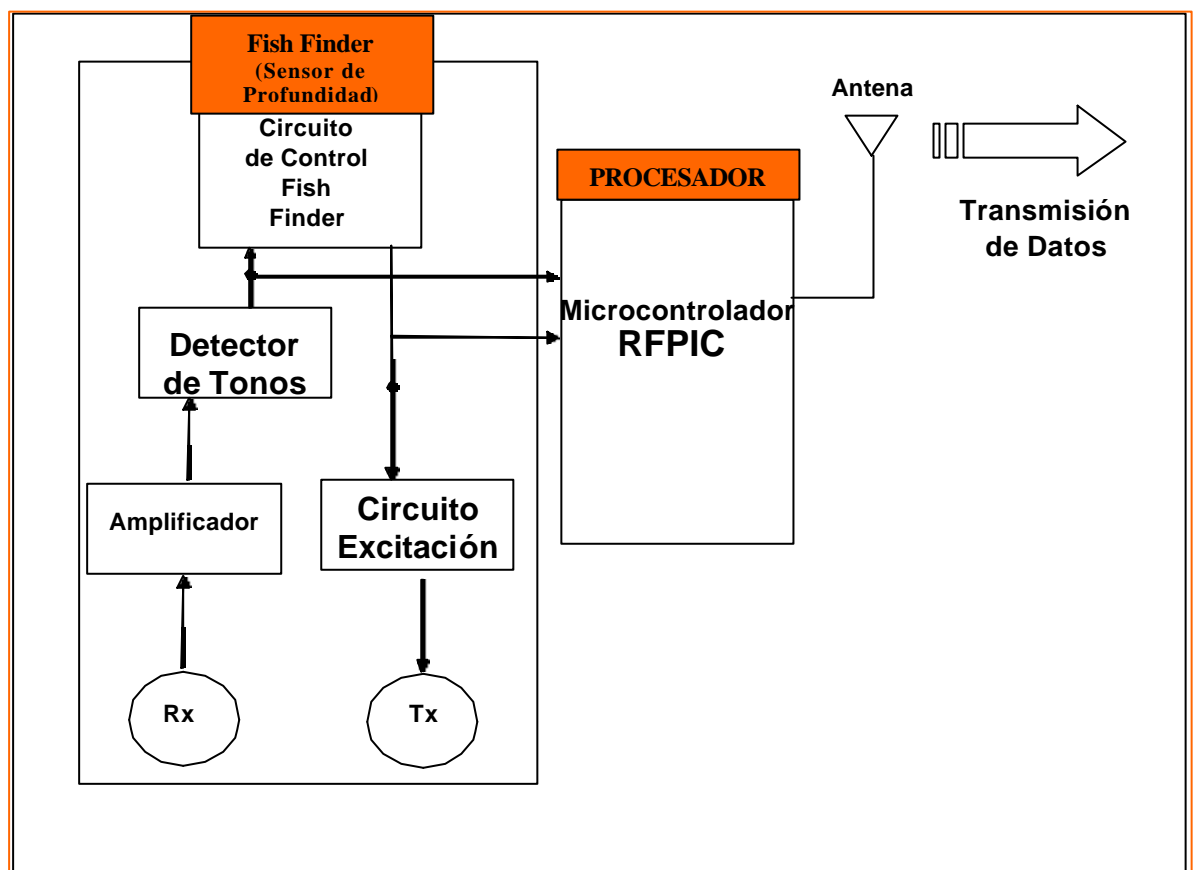 Fish Finder
(Sensor de
Profundidad)
Circuito
de Control
Fish
Finder
Detector
de Tonos
Amplificador
Circuito
Excitación
Rx
Tx
PROCESADOR
Microcontrolador
RFPIC
Antena
Transmisión
de Datos